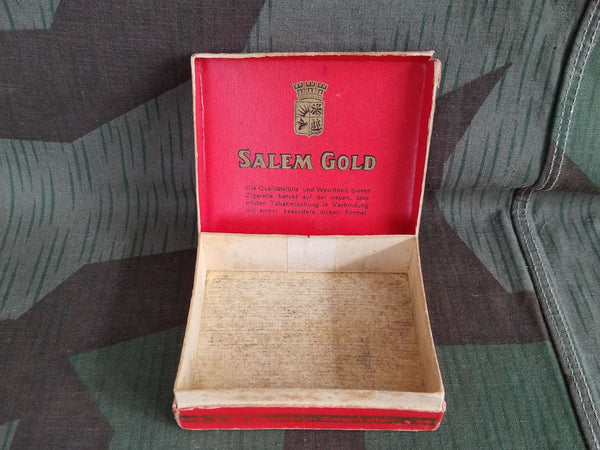 SALEM GOLD
Die Qualitätsfülle und Weichheit dieser
Zigarette beruht auf der neuen, sehr
milden Tabakmischung in Verbindung
mit einem besonders dicken Format.